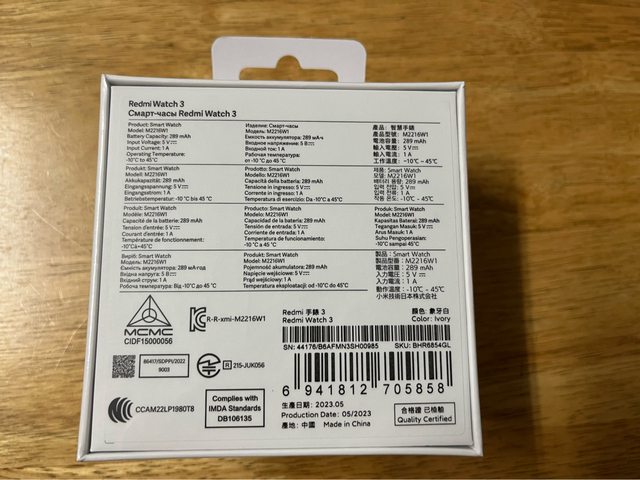 Redmi Watch 3
Смарт-часы Redmi Watch 3
Product: Smart Watch
Model: M2216W1
Battery Capacity: 289 mAh
Input Voltage: 5 V⎓
Input Current: 1 A
Operating Temperature:
-10°C to 45°C
Изделие: Смарт-часы
Модель: M2216W1
Емкость аккумулятора: 289 мА·ч
Входное напряжение: 5 В⎓
Входной ток: 1 А
Рабочая температура:
от -10 °C до 45 °C
產品: 智慧手錶
產品型號: M2216W1
電池容量: 289 mAh
輸入電壓: 5 V⎓
輸入電流: 1 A
工作溫度: -10℃ ~ 45℃
Produkt: Smart Watch
Modell: M2216W1
Akkukapazität: 289 mAh
Eingangsspannung: 5 V⎓
Eingangsstrom: 1 A
Betriebstemperatur: -10 °C bis 45 °C
Prodotto: Smart Watch
Modello: M2216W1
Capacità della batteria: 289 mAh
Tensione in ingresso: 5 V⎓
Corrente in ingresso: 1 A
Temperatura di esercizio: Da -10°C a 45°C
제품: Smart Watch
모델: M2216W1
배터리 용량: 289 mAh
입력 전압: 5 V⎓
입력 전류: 1 A
작동 온도: -10℃ ~ 45℃
Produit: Smart Watch
Modèle: M2216W1
Capacité de la batterie: 289 mAh
Tension d'entrée: 5 V⎓
Courant d'entrée: 1 A
Température de fonctionnement:
-10°C à 45°C
Producto: Smart Watch
Modelo: M2216W1
Capacidad de la batería: 289 mAh
Tensión de entrada: 5 V⎓
Corriente de entrada: 1 A
Temperatura de funcionamiento:
-10°C a 45°C
Produk: Smart Watch
Model: M2216W1
Kapasitas Baterai: 289 mAh
Tegangan Masuk: 5 V⎓
Arus Masuk: 1 A
Suhu Pengoperasian:
-10°C sampai 45°C
Виріб: Smart Watch
Модель: M2216W1
Ємність акумулятора: 289 мА·год
Вхідна напруга: 5 В⎓
Вхідний струм: 1 А
Робоча температура: Від -10°C до 45°C
Produkt: Smart Watch
Model: M2216W1
Pojemność akumulatora: 289 mAh
Napięcie wejściowe: 5 V⎓
Prąd wejściowy: 1 A
Temperatura eksploatacji: od -10°C do 45°C
製品: Smart Watch
製品型番: M2216W1
電池容量: 289 mAh
入力電圧: 5 V⎓
入力電流: 1 A
動作温度: -10℃ ~ 45℃
小米技術日本株式会社
MCMC
CIDF15000056
R-R-xmi-M2216W1
86417/SDPPI/2022
9003
R 215-JUK056
CCAM22LP1980T8
Complies with
IMDA Standards
DB106135
Redmi 手錶 3
Redmi Watch 3
顏色: 象牙白
Color: Ivory
SN: 44176/B6AFMN3SH00985
SKU: BHR6854GL
6 941812 705858
生產日期: 2023.05
Production Date: 05/2023
產地: 中國 Made in China
合格證 已檢驗
Quality Certified